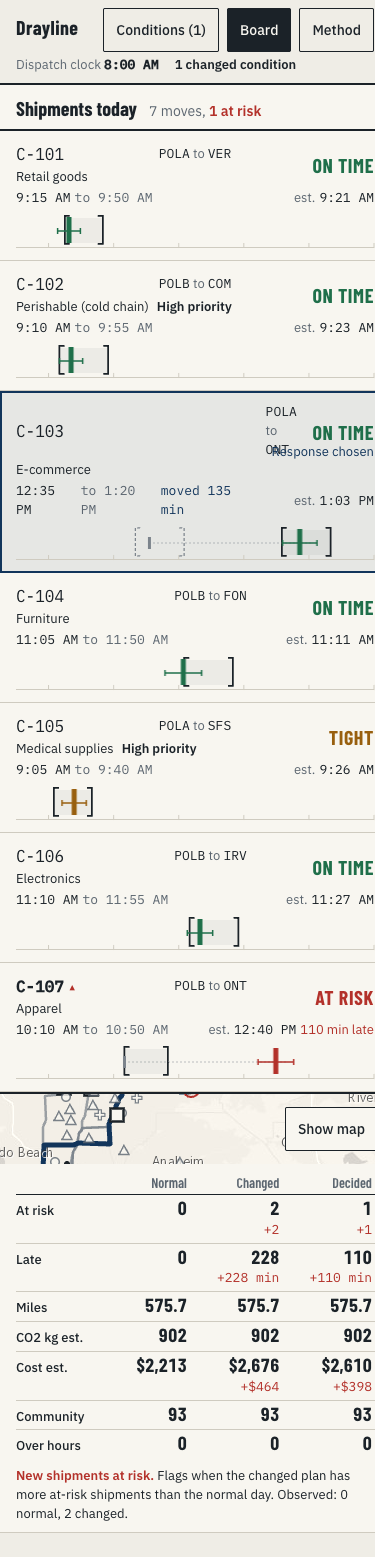 Drayline Conditions (1) Board Method
Dispatch clock 8:00 AM 1 changed condition
Shipments today 7 moves, 1 at risk
C-101 POLA to VER ON TIME
Retail goods
9:15 AM to 9:50 AM est. 9:21 AM
C-102 POLB to COM ON TIME
Perishable (cold chain) High priority
9:10 AM to 9:55 AM est. 9:23 AM
C-103 POLA to ONT ON TIME
Response chosen
E-commerce
12:35 PM to 1:20 PM moved 135 min est. 1:03 PM
C-104 POLB to FON ON TIME
Furniture
11:05 AM to 11:50 AM est. 11:11 AM
C-105 POLA to SFS TIGHT
Medical supplies High priority
9:05 AM to 9:40 AM est. 9:26 AM
C-106 POLB to IRV ON TIME
Electronics
11:10 AM to 11:55 AM est. 11:27 AM
C-107 ▲ POLB to ONT AT RISK
Apparel
10:10 AM to 10:50 AM est. 12:40 PM 110 min late
Show map
do Beach Anaheim
Normal Changed Decided
At risk 0 2 1
+2 +1
Late 0 228 110
+228 min +110 min
Miles 575.7 575.7 575.7
CO2 kg est. 902 902 902
Cost est. $2,213 $2,676 $2,610
+$464 +$398
Community 93 93 93
Over hours 0 0 0
New shipments at risk. Flags when the changed plan has
more at-risk shipments than the normal day. Observed: 0
normal, 2 changed.